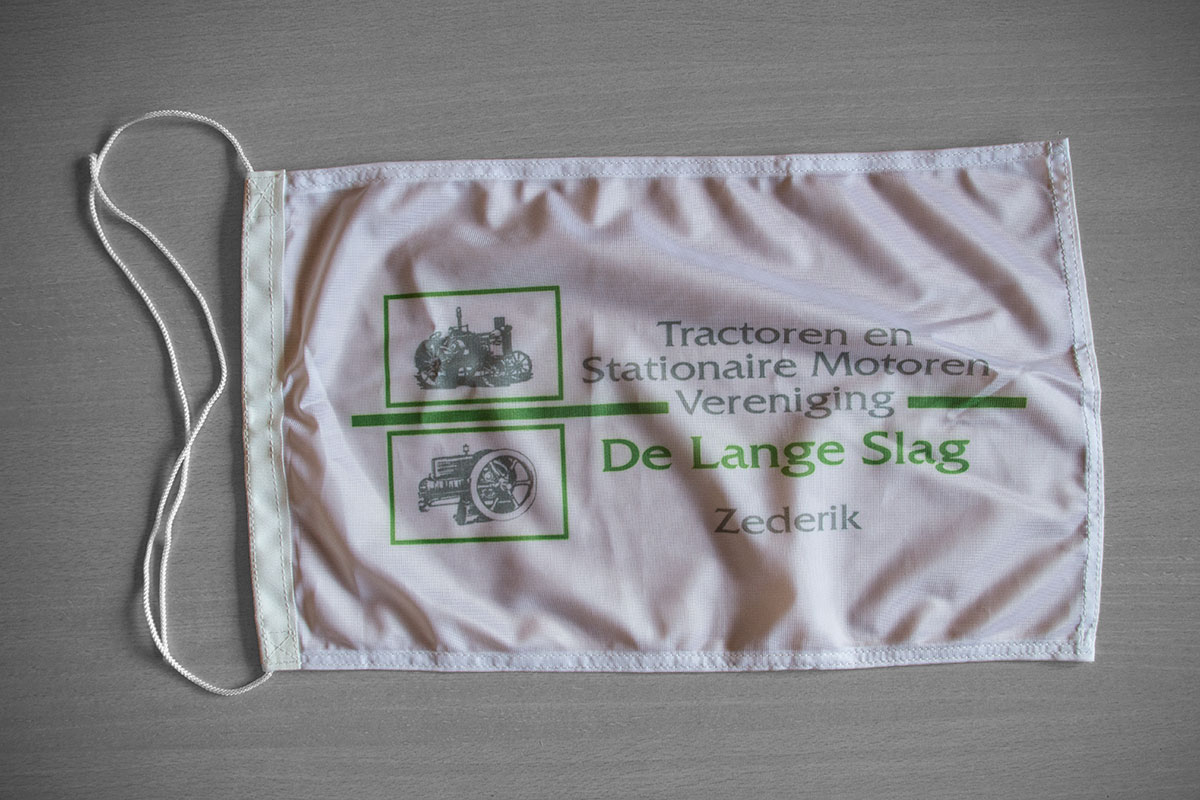 Tractoren en
Stationaire Motoren
Vereniging
De Lange Slag
Zederik